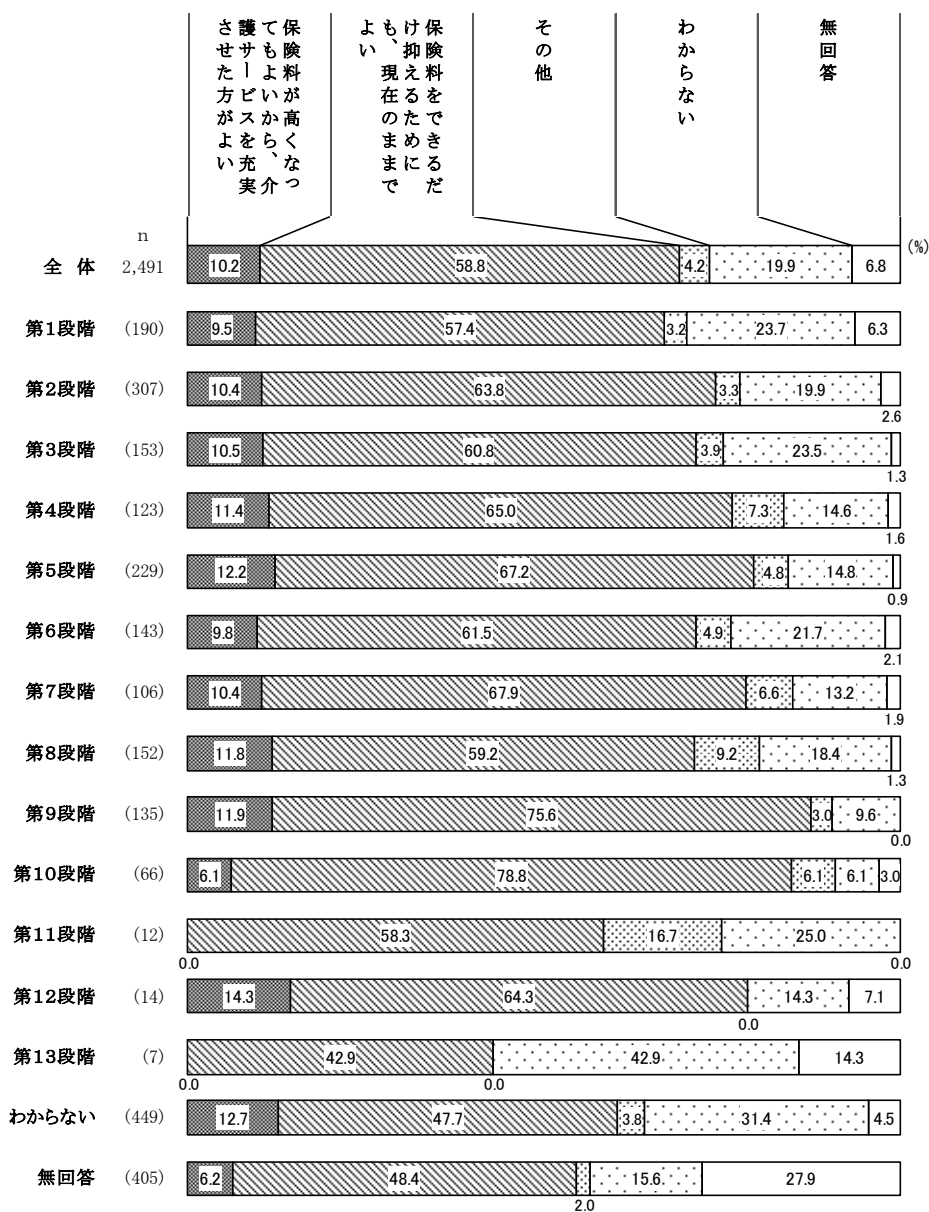 保険料が高くなっ
てもよいから、介
護サービスを充実
させた方がよい
保険料をできるだ
け抑えるために
も、現在のままで
よい
その他
わからない
無回答
n
(%)
全 体 2,491 10.2 58.8 4.2 19.9 6.8
第1段階 (190) 9.5 57.4 3.2 23.7 6.3
第2段階 (307) 10.4 63.8 3.3 19.9
2.6
第3段階 (153) 10.5 60.8 3.9 23.5
1.3
第4段階 (123) 11.4 65.0 7.3 14.6
1.6
第5段階 (229) 12.2 67.2 4.8 14.8
0.9
第6段階 (143) 9.8 61.5 4.9 21.7
2.1
第7段階 (106) 10.4 67.9 6.6 13.2
1.9
第8段階 (152) 11.8 59.2 9.2 18.4
1.3
第9段階 (135) 11.9 75.6 3.0 9.6
0.0
第10段階 (66) 6.1 78.8 6.1 6.1 3.0
第11段階 (12) 58.3 16.7 25.0
0.0 0.0
第12段階 (14) 14.3 64.3 14.3 7.1
0.0
第13段階 (7) 42.9 42.9 14.3
0.0 0.0
わからない (449) 12.7 47.7 3.8 31.4 4.5
無回答 (405) 6.2 48.4 15.6 27.9
2.0